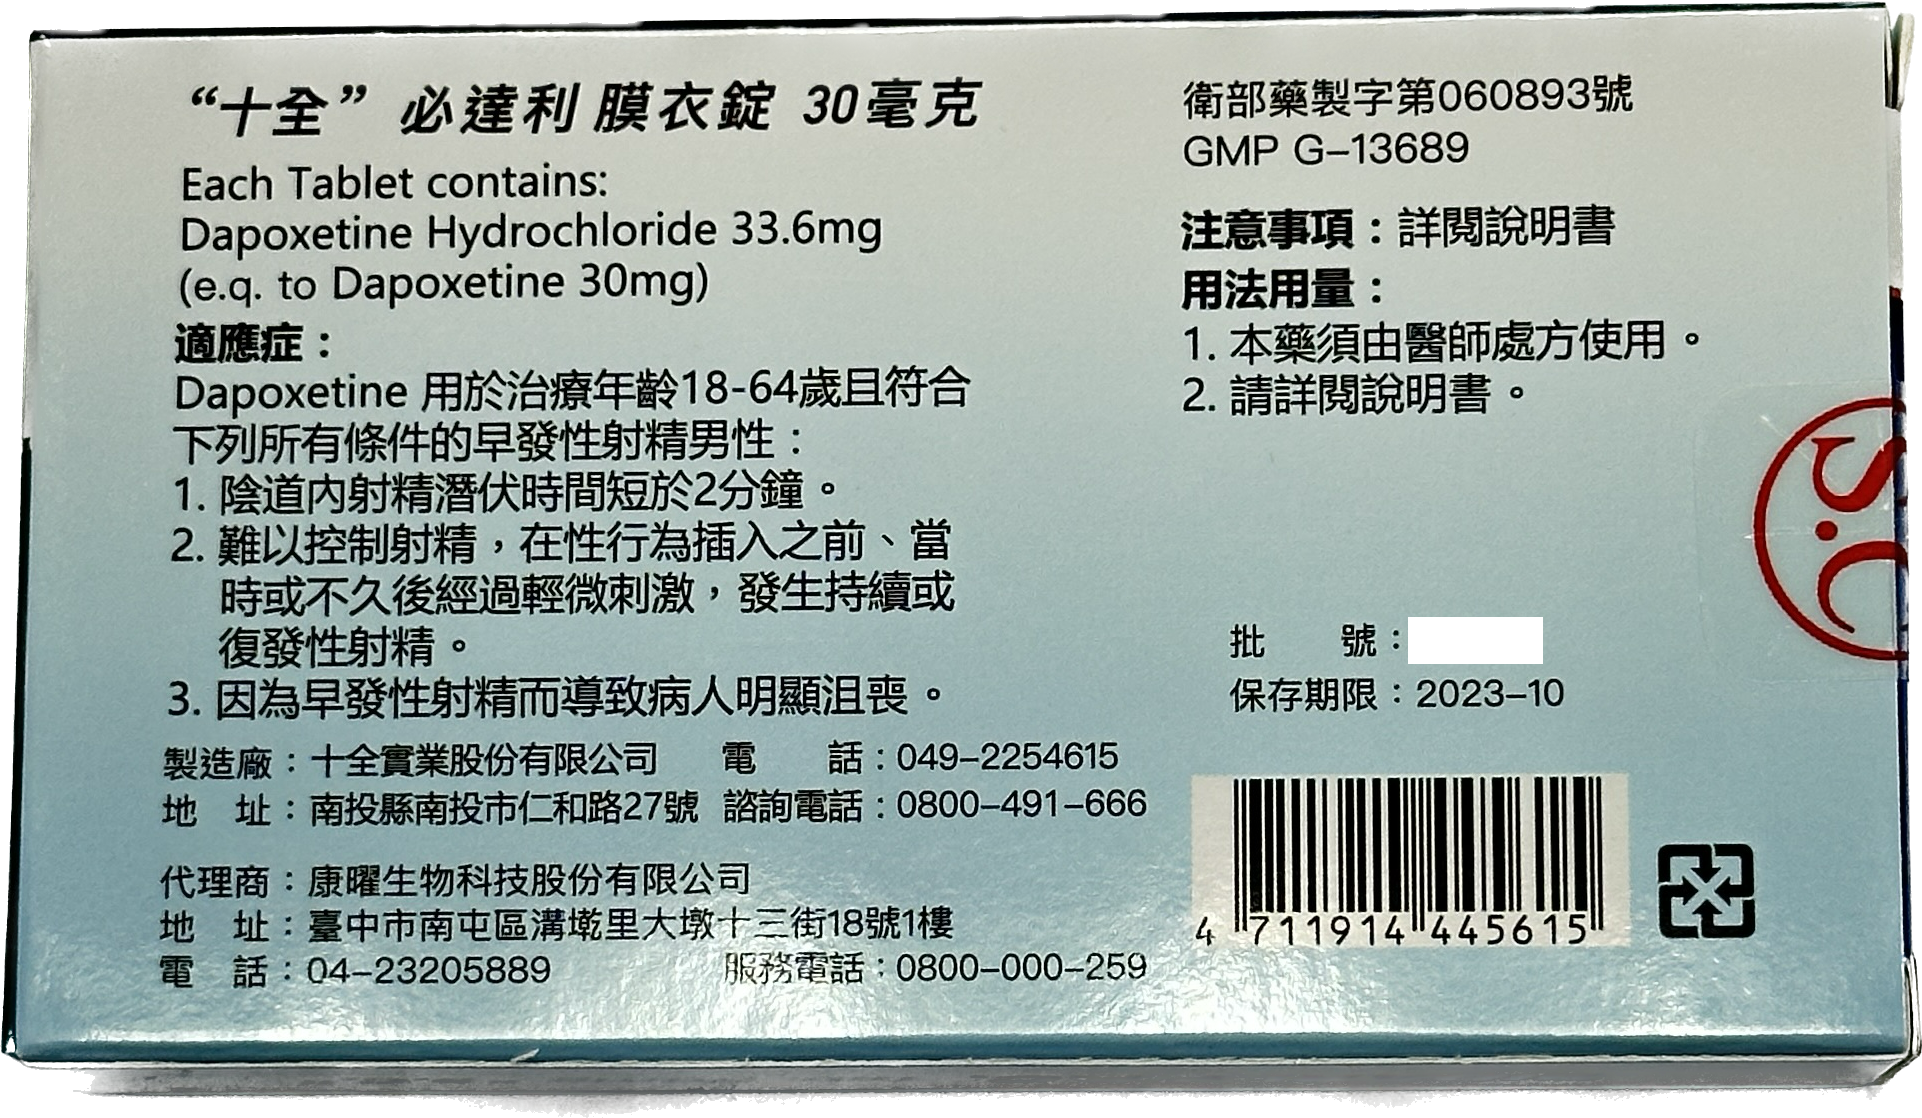 “十全” 必達利 膜衣錠 30毫克
Each Tablet contains:
Dapoxetine Hydrochloride 33.6mg
(e.q. to Dapoxetine 30mg)
適應症：
Dapoxetine 用於治療年齡18-64歲且符合
下列所有條件的早發性射精男性：
1. 陰道內射精潛伏時間短於2分鐘。
2. 難以控制射精，在性行為插入之前、當
時或不久後經過輕微刺激，發生持續或
復發性射精。
3. 因為早發性射精而導致病人明顯沮喪。
製造廠：十全實業股份有限公司 電 話：049–2254615
地 址：南投縣南投市仁和路27號 諮詢電話：0800–491–666
代理商：康曜生物科技股份有限公司
地 址：臺中市南屯區溝墘里大墩十三街18號1樓
電 話：04–23205889 服務電話：0800–000–259
衛部藥製字第060893號
GMP G–13689
注意事項：詳閱說明書
用法用量：
1. 本藥須由醫師處方使用。
2. 請詳閱說明書。
批 號：
保存期限：2023–10
4 711914 445615
S.C